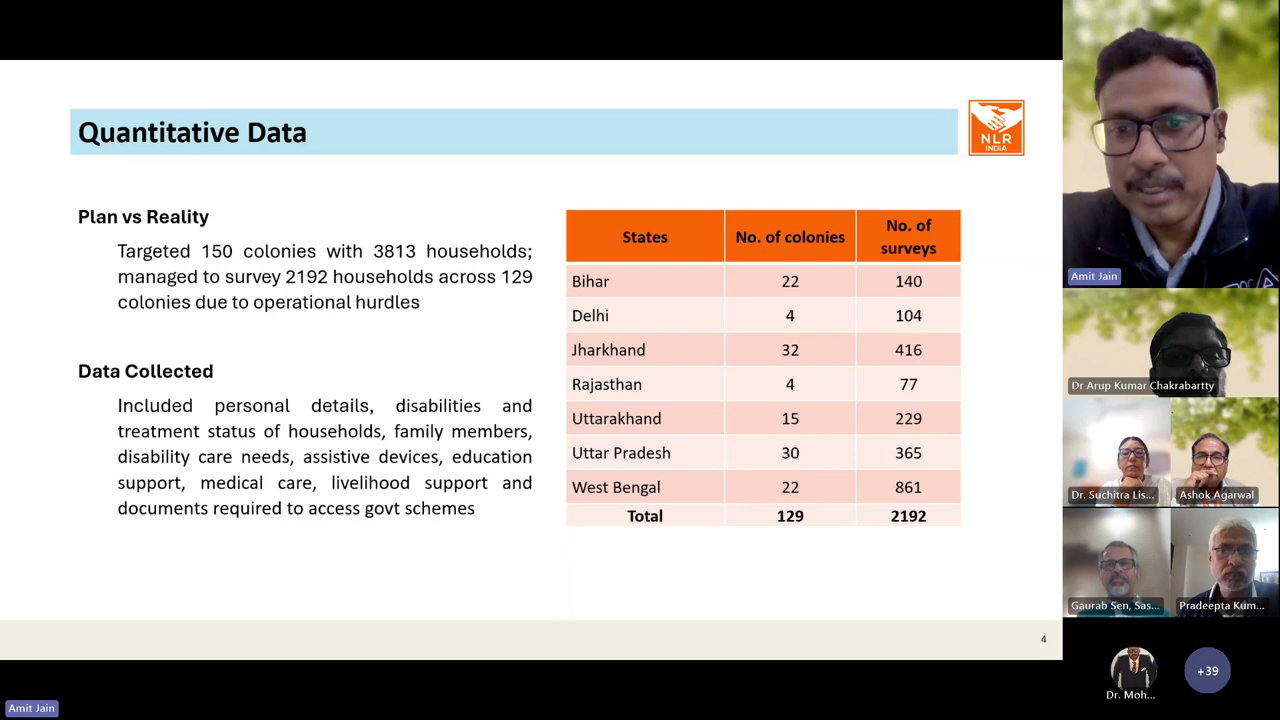 Quantitative Data
NLR
INDIA
Plan vs Reality
Targeted 150 colonies with 3813 households;
managed to survey 2192 households across 129
colonies due to operational hurdles
Data Collected
Included personal details, disabilities and
treatment status of households, family members,
disability care needs, assistive devices, education
support, medical care, livelihood support and
documents required to access govt schemes
States No. of colonies No. of surveys
Bihar 22 140
Delhi 4 104
Jharkhand 32 416
Rajasthan 4 77
Uttarakhand 15 229
Uttar Pradesh 30 365
West Bengal 22 861
Total 129 2192
4
Amit Jain
Dr Arup Kumar Chakrabartty
Dr. Suchitra Lis...
Ashok Agarwal
Gaurab Sen, Sas...
Pradeepta Kum...
Dr. Moh...
+39
Amit Jain